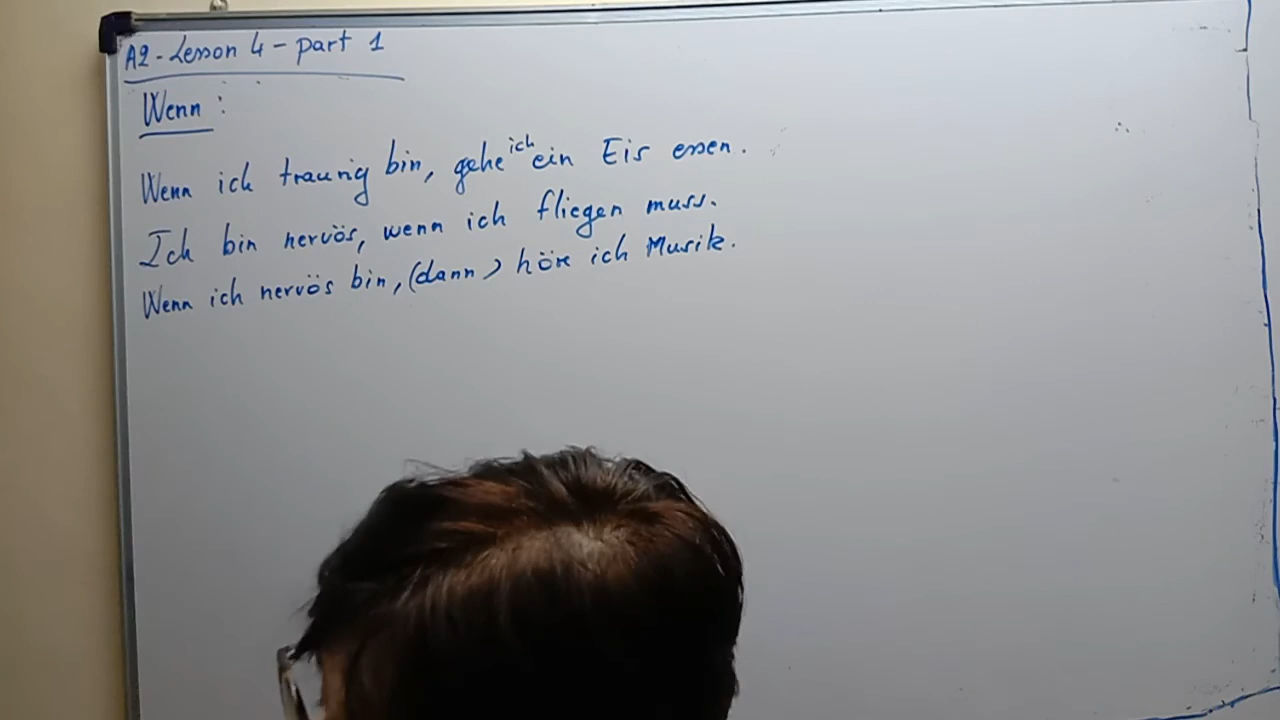 A2 - Lesson 4 - part 1
Wenn :
Wenn ich traurig bin, gehe ich ein Eis essen.
Ich bin nervös, wenn ich fliegen muss.
Wenn ich nervös bin, (dann) höre ich Musik.